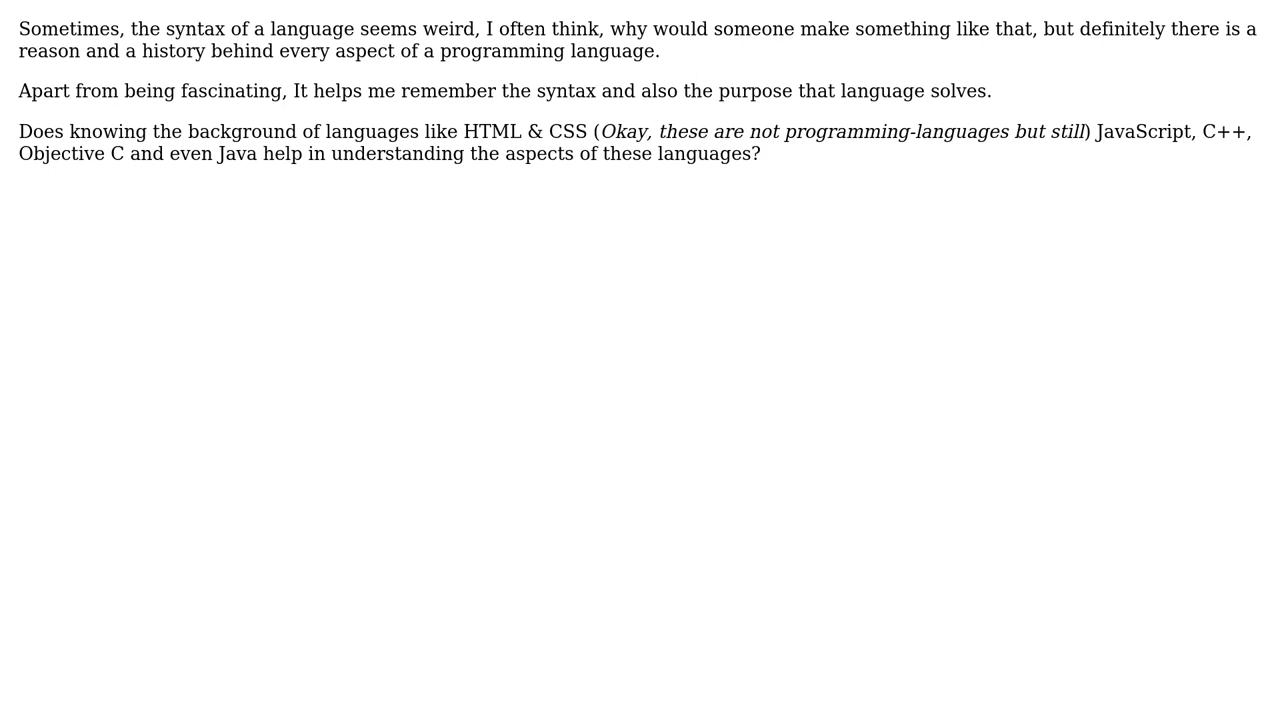 Sometimes, the syntax of a language seems weird, I often think, why would someone make something like that, but definitely there is a
reason and a history behind every aspect of a programming language.
Apart from being fascinating, It helps me remember the syntax and also the purpose that language solves.
Does knowing the background of languages like HTML & CSS (Okay, these are not programming-languages but still) JavaScript, C++,
Objective C and even Java help in understanding the aspects of these languages?